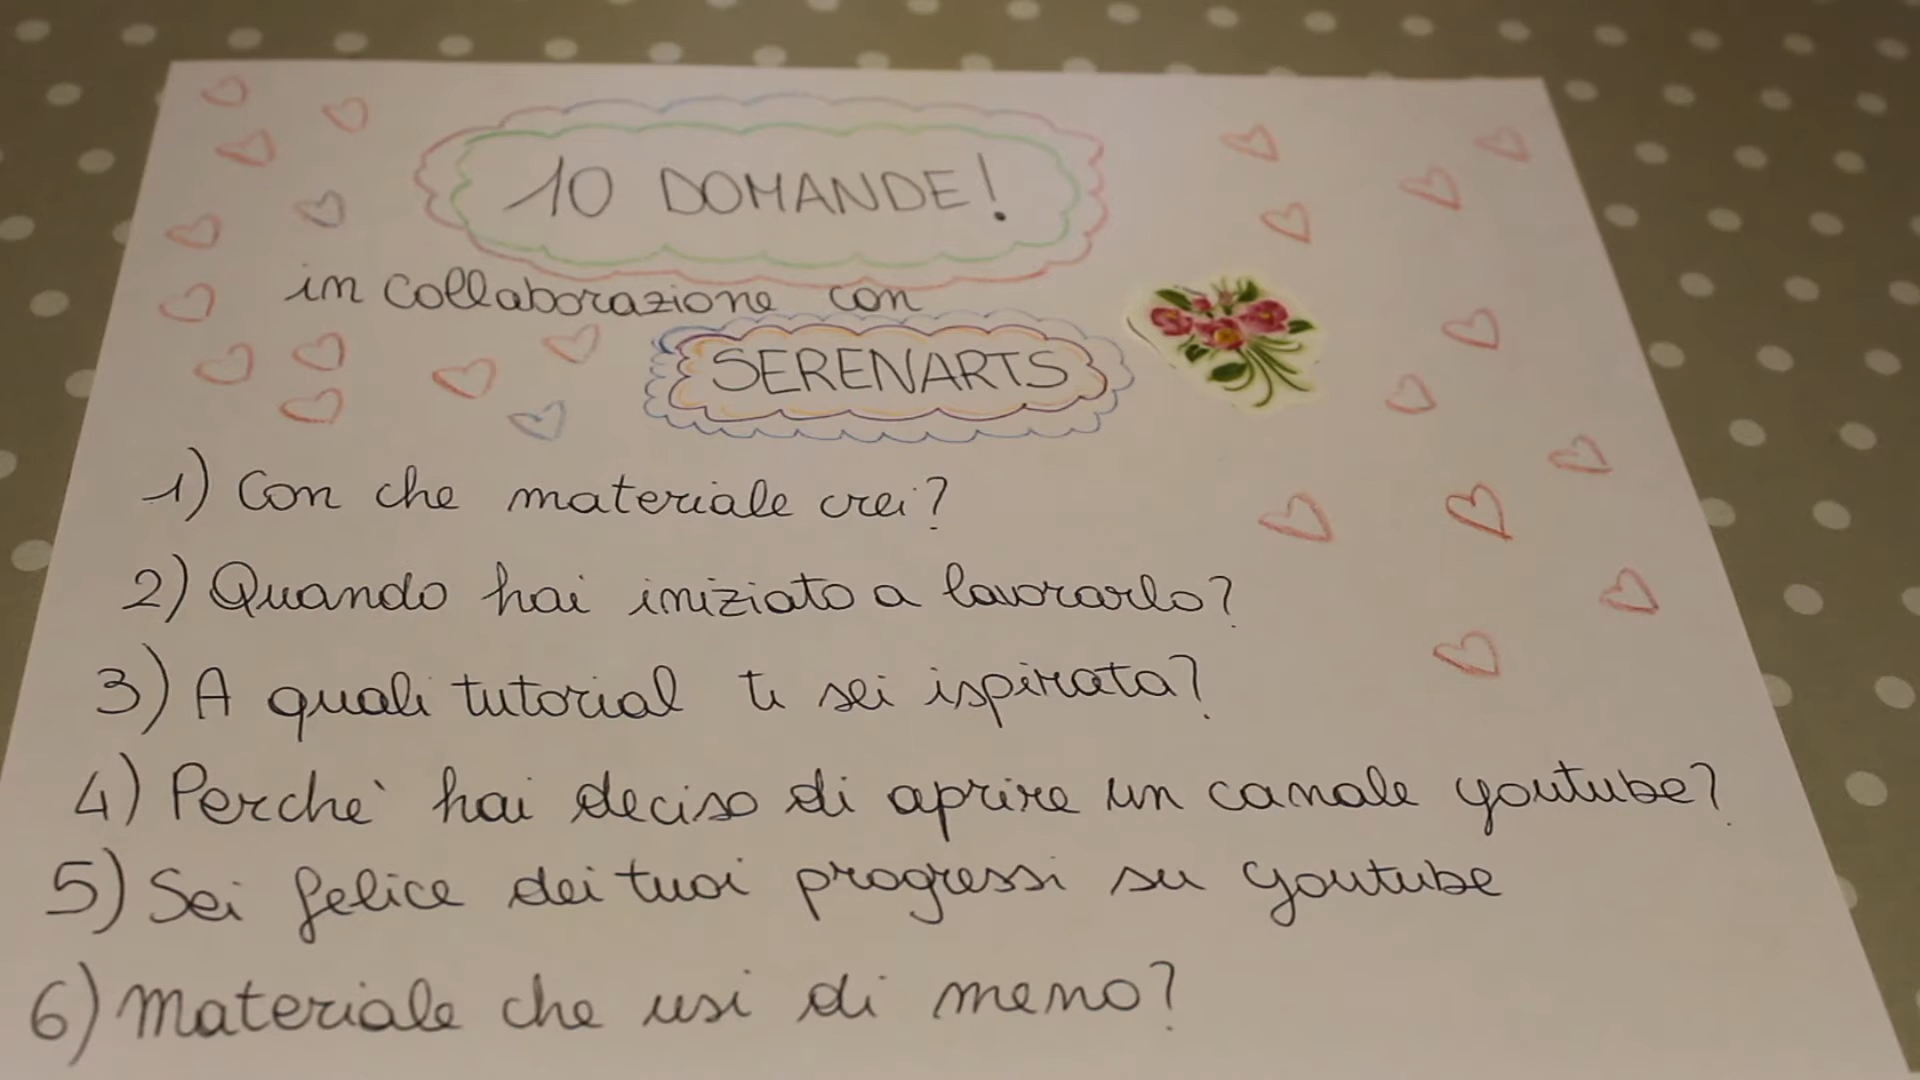 10 DOMANDE!
in collaborazione con
SERENARTS
1) Con che materiale crei?
2) Quando hai iniziato a lavorarlo?
3) A quali tutorial ti sei ispirata?
4) Perche` hai deciso di aprire un canale youtube?
5) Sei felice dei tuoi progressi su youtube
6) Materiale che usi di meno?